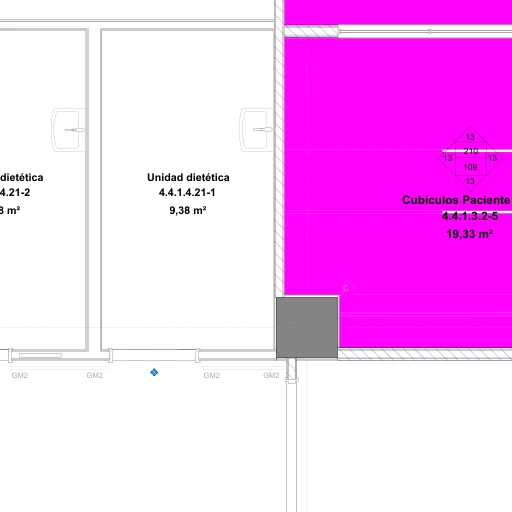 dietética
4.21-2
8 m²
Unidad dietética
4.4.1.4.21-1
9,38 m²
13
210
13
13
109
13
Cubiculos Paciente
4.4.1.3.2-5
19,33 m²
C
GM2
GM2
GM2
GM2